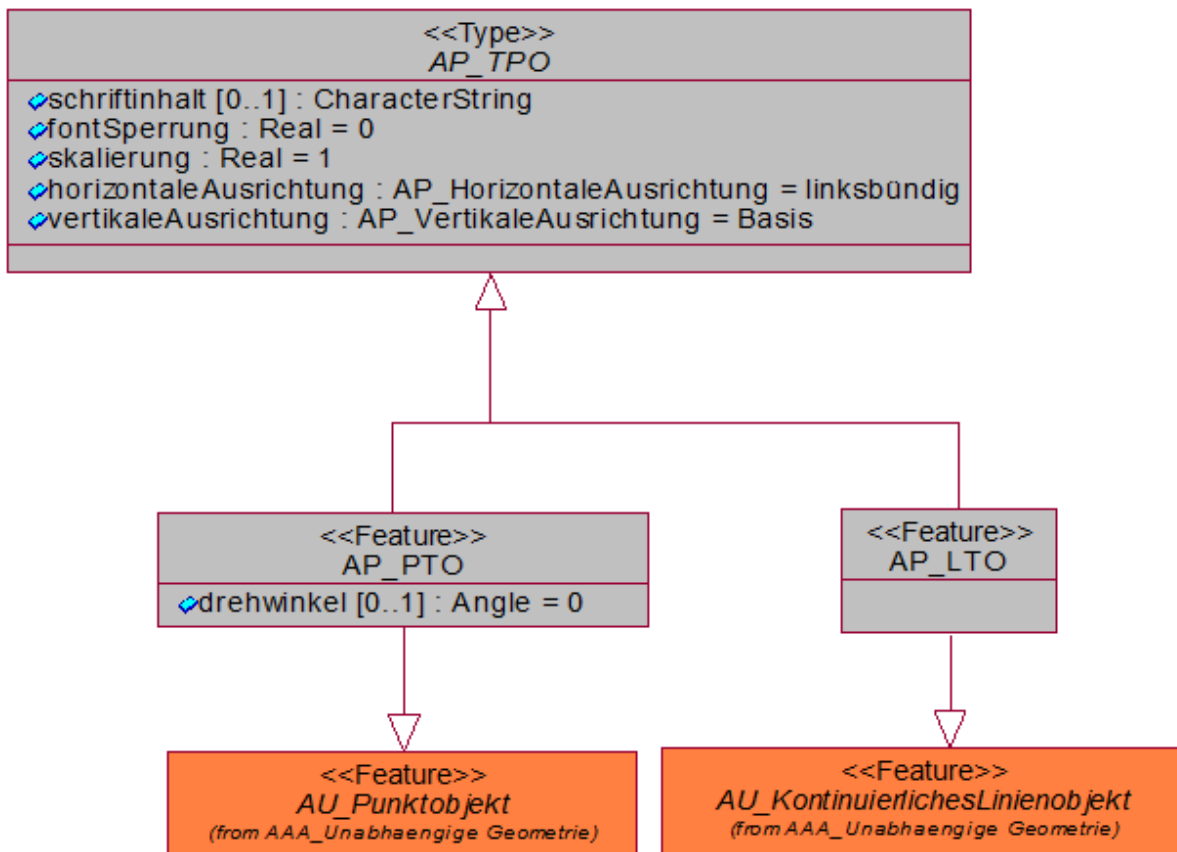 <<Type>>
AP_TPO
schriftinhalt [0..1] : CharacterString
fontSperrung : Real = 0
skalierung : Real = 1
horizontaleAusrichtung : AP_HorizontaleAusrichtung = linksbündig
vertikaleAusrichtung : AP_VertikaleAusrichtung = Basis
<<Feature>>
AP_PTO
drehwinkel [0..1] : Angle = 0
<<Feature>>
AP_LTO
<<Feature>>
AU_Punktobjekt
(from AAA_Unabhaengige Geometrie)
<<Feature>>
AU_KontinuierlichesLinienobjekt
(from AAA_Unabhaengige Geometrie)